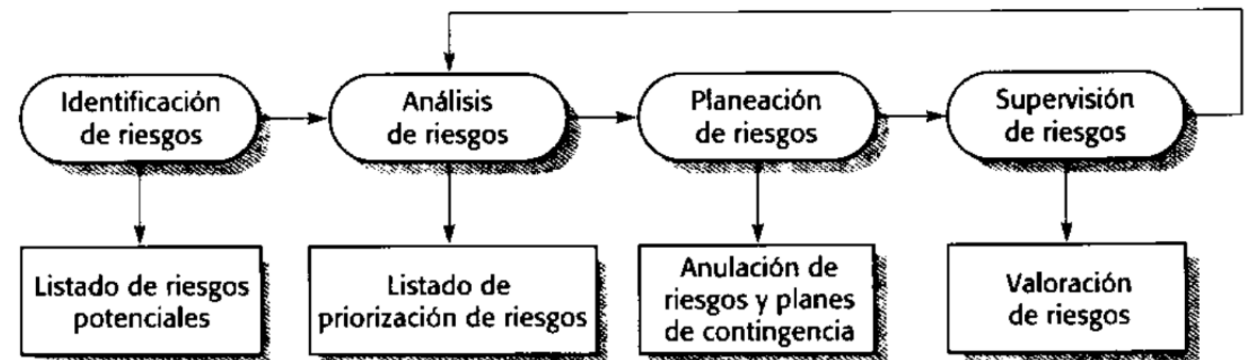 Identificación
de riesgos
Análisis
de riesgos
Planeación
de riesgos
Supervisión
de riesgos
Listado de riesgos
potenciales
Listado de
priorización de riesgos
Anulación de
riesgos y planes
de contingencia
Valoración
de riesgos